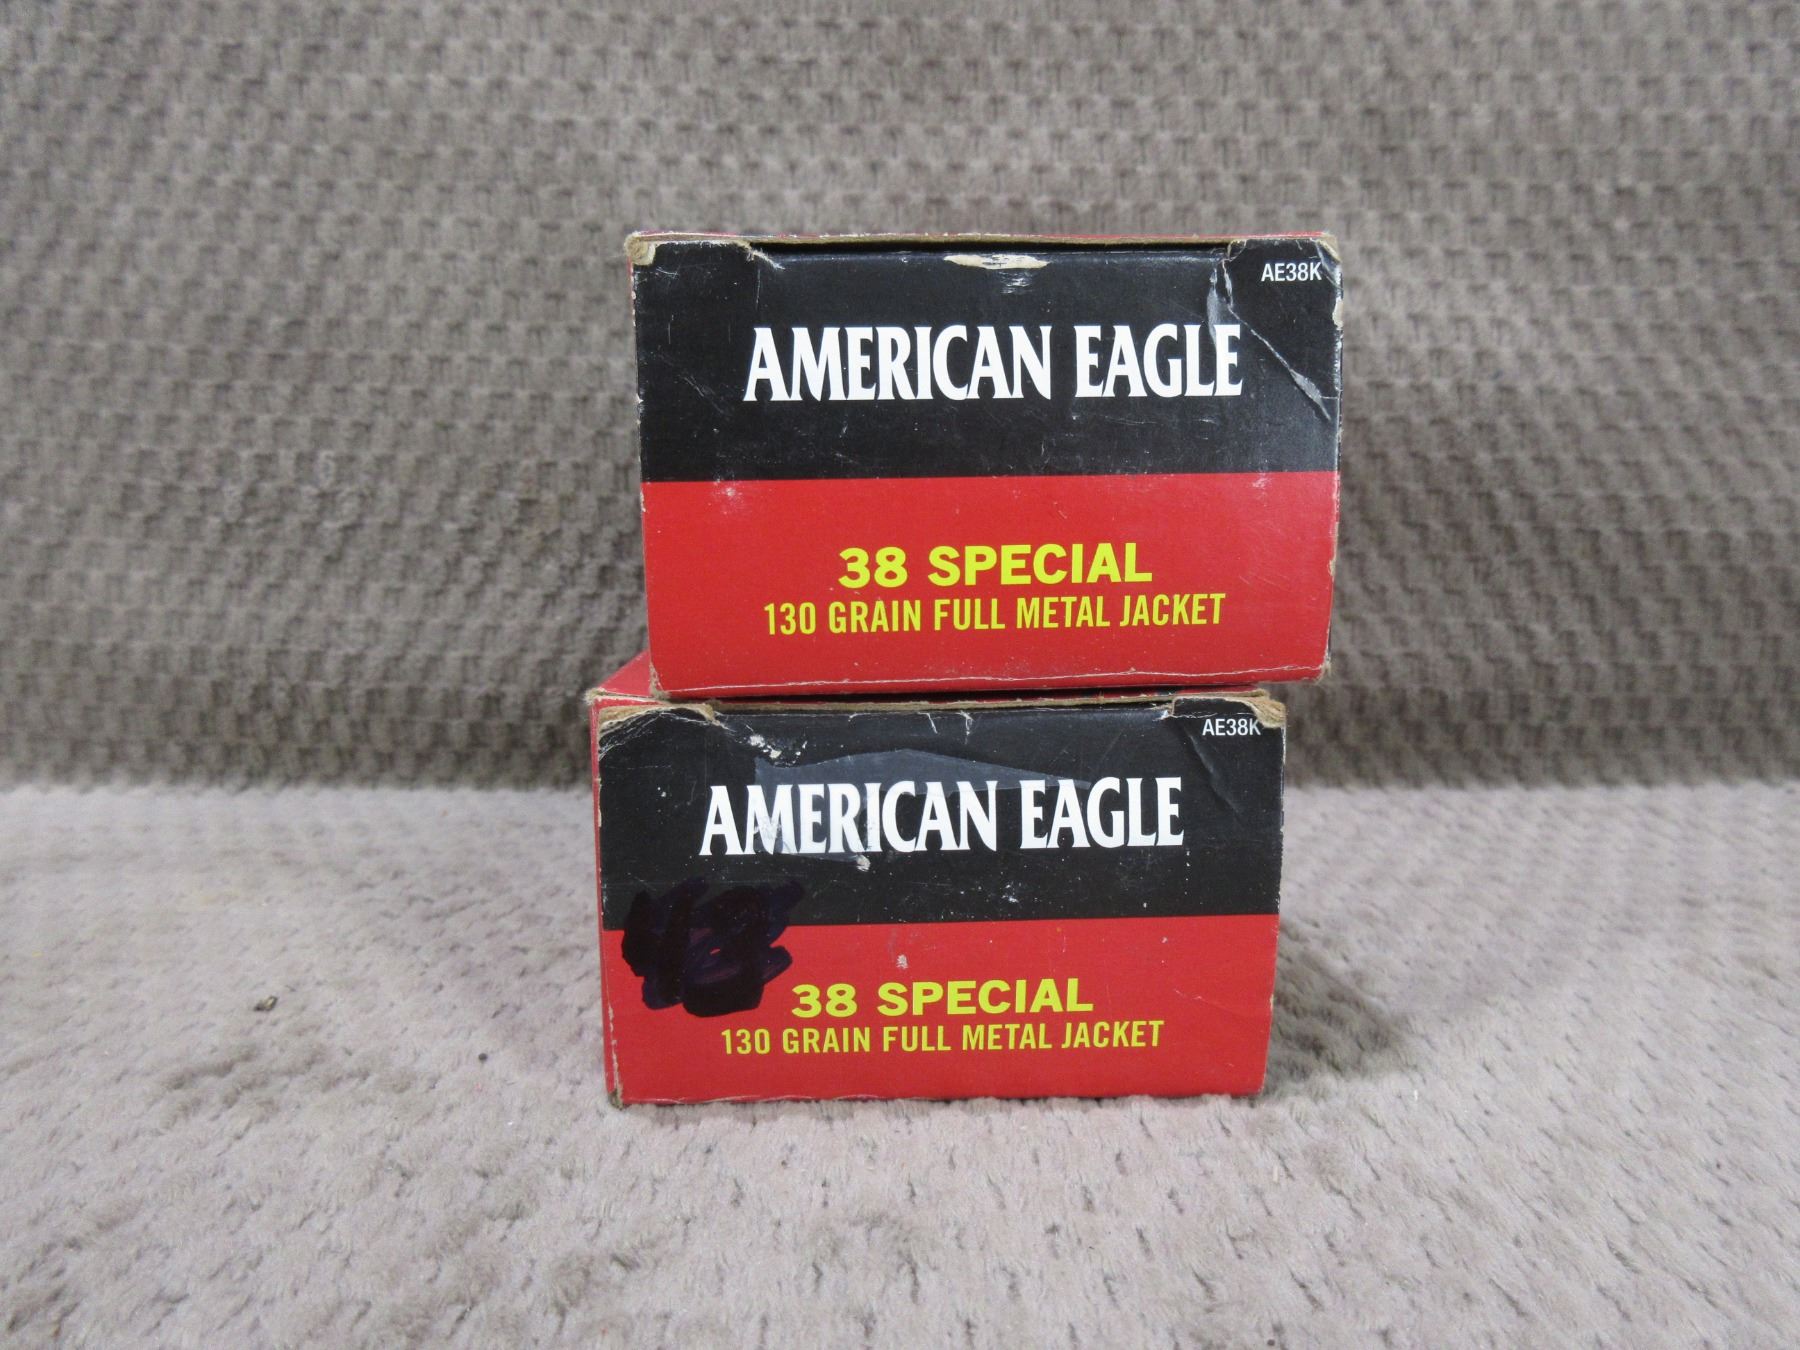 AE38K
AMERICAN EAGLE
38 SPECIAL
130 GRAIN FULL METAL JACKET
AE38K
AMERICAN EAGLE
38 SPECIAL
130 GRAIN FULL METAL JACKET